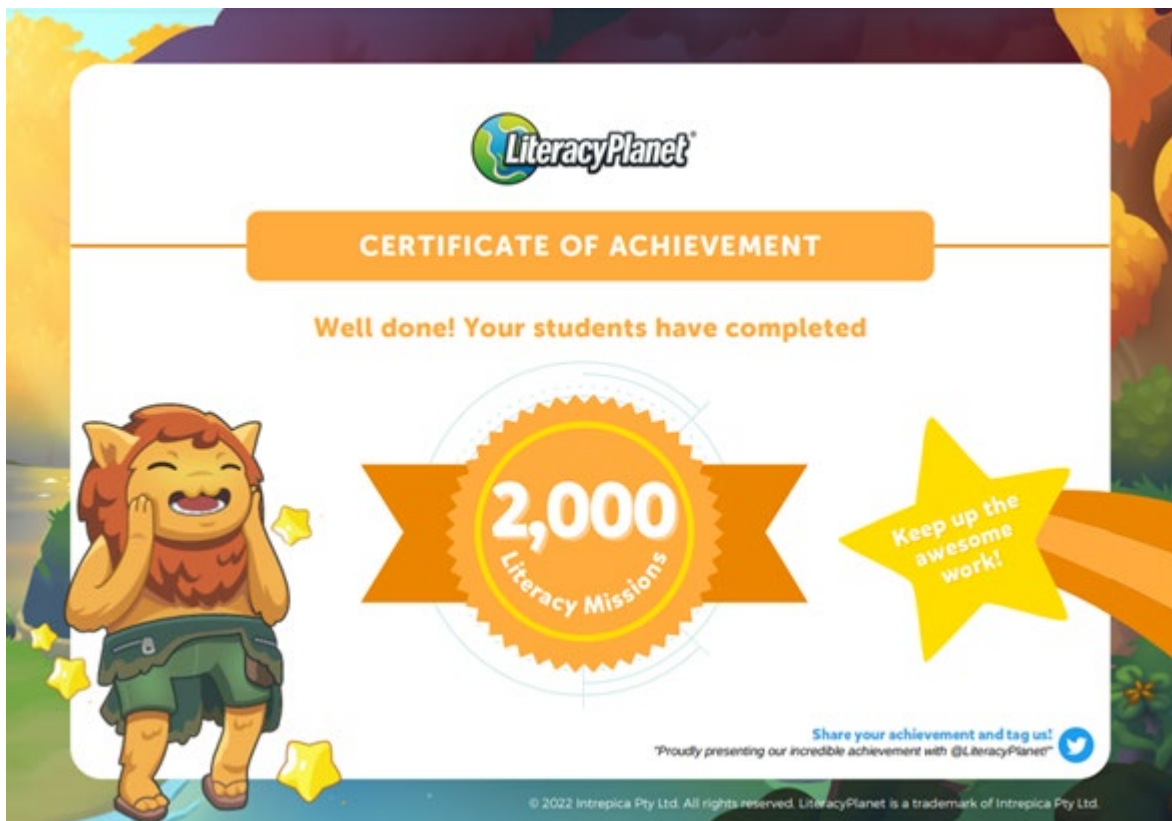 LiteracyPlanet®
CERTIFICATE OF ACHIEVEMENT
Well done! Your students have completed
2,000
Literacy Missions
Keep up the
awesome
work!
Share your achievement and tag us!
"Proudly presenting our incredible achievement with @LiteracyPlanet!"
© 2022 Intrepica Pty Ltd. All rights reserved. LiteracyPlanet is a trademark of Intrepica Pty Ltd.